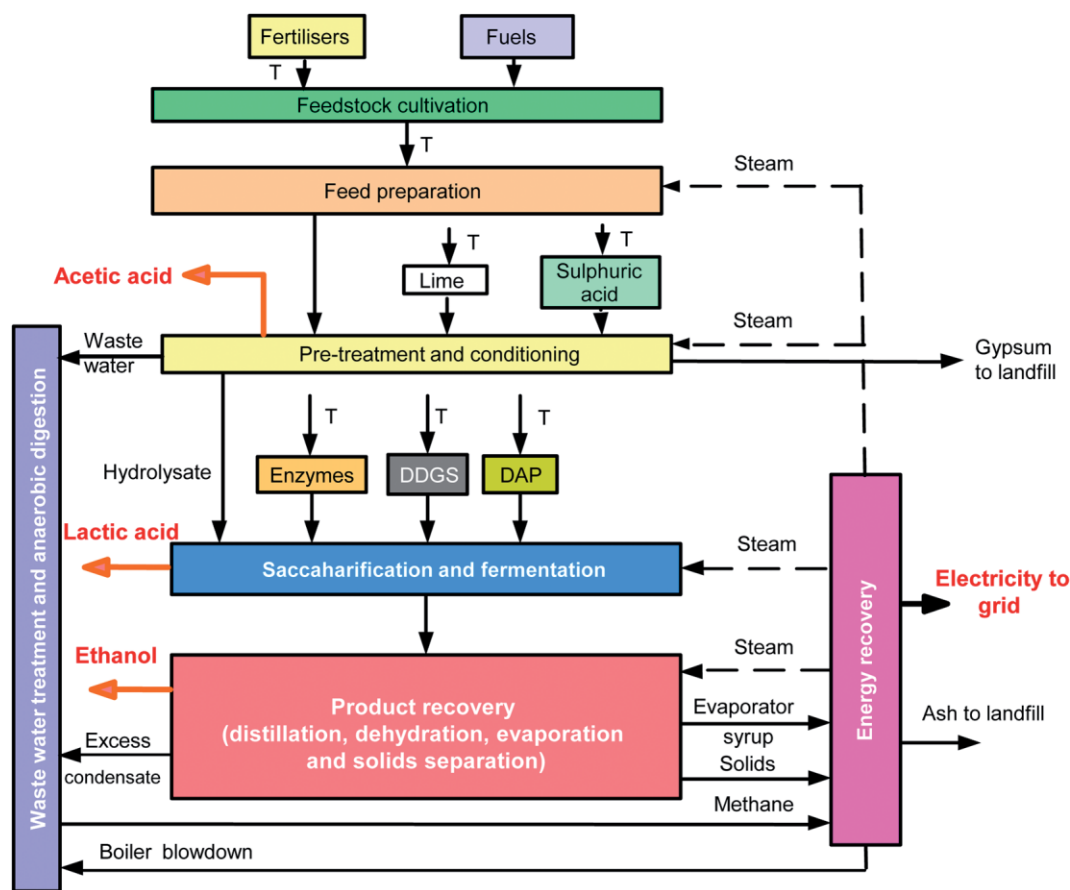 Fertilisers
Fuels
T
Feedstock cultivation
T
Steam
Feed preparation
T
T
Acetic acid
Lime
Sulphuric
acid
Steam
Waste
water
Pre-treatment and conditioning
Gypsum
to landfill
T
T
T
Hydrolysate
Enzymes
DDGS
DAP
Lactic acid
Saccaharification and fermentation
Steam
Electricity to
grid
Ethanol
Steam
Product recovery
(distillation, dehydration, evaporation
and solids separation)
Evaporator
syrup
Solids
Ash to landfill
Excess
condensate
Methane
Boiler blowdown
Waste water treatment and anaerobic digestion
Energy recovery